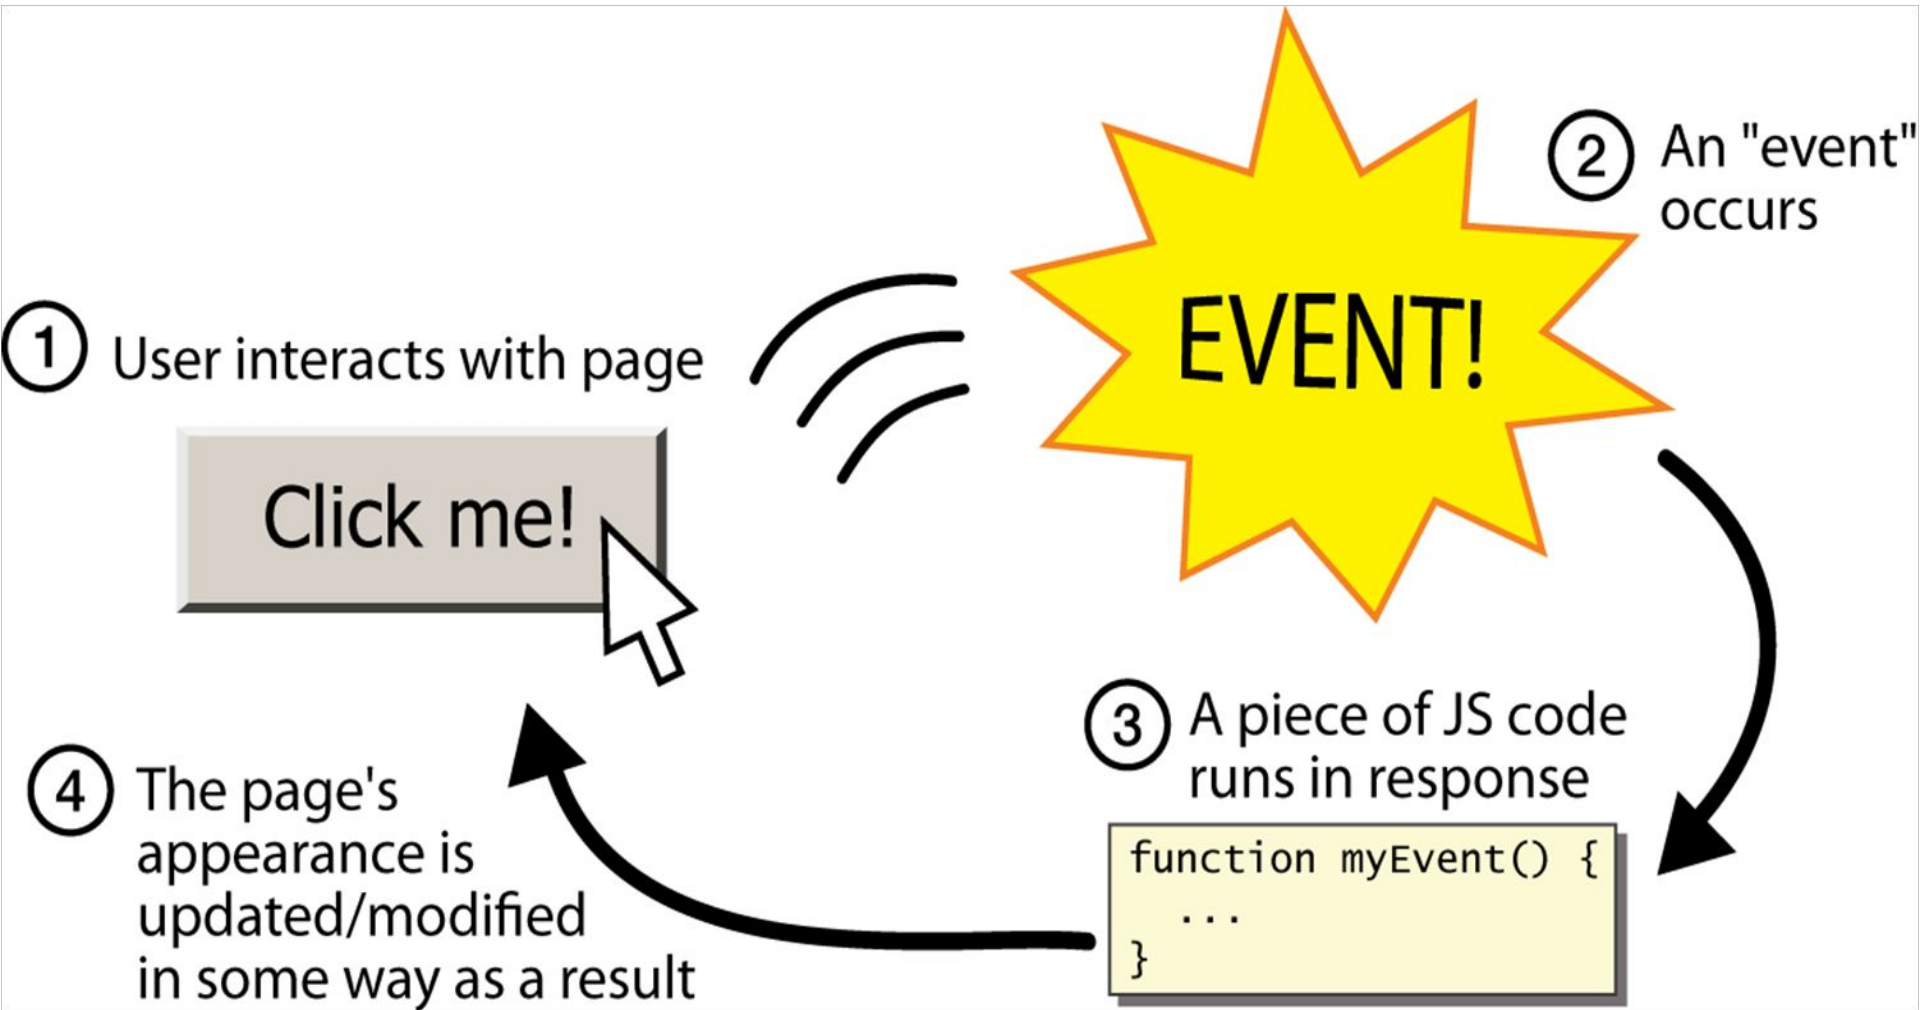 1 User interacts with page
Click me!
EVENT!
2 An "event"
occurs
3 A piece of JS code
runs in response
function myEvent() {
...
}
4 The page's
appearance is
updated/modified
in some way as a result